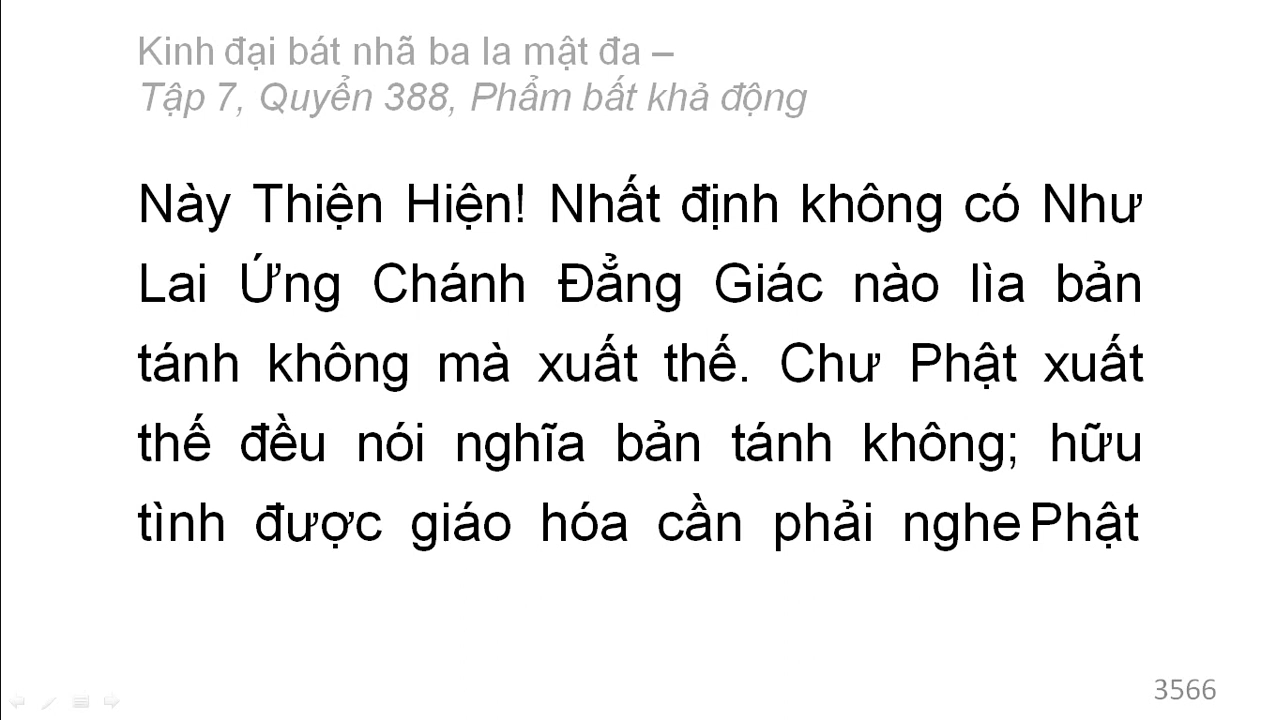 Kinh đại bát nhã ba la mật đa –
Tập 7, Quyển 388, Phẩm bất khả động
Này Thiện Hiện! Nhất định không có Như
Lai Ứng Chánh Đẳng Giác nào lìa bản
tánh không mà xuất thế. Chư Phật xuất
thế đều nói nghĩa bản tánh không; hữu
tình được giáo hóa cần phải nghe Phật
3566